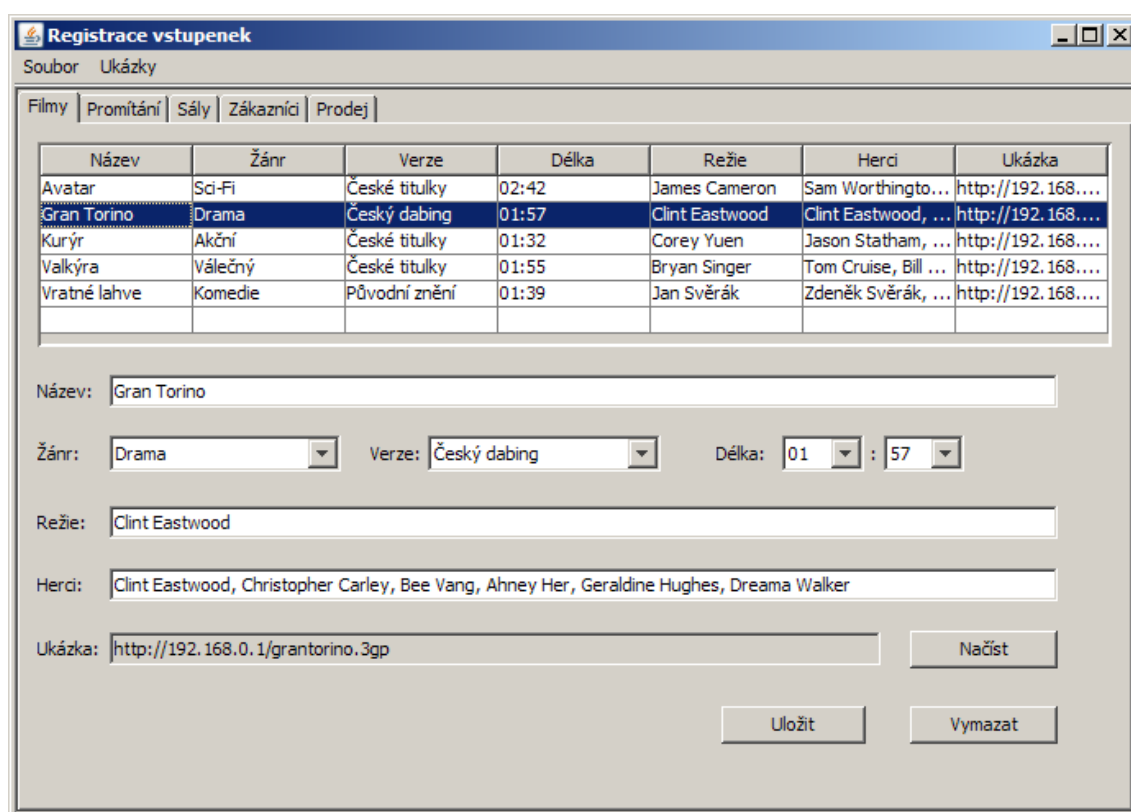 Registrace vstupenek
Soubor Ukázky
Filmy Promítání Sály Zákazníci Prodej
Název Žánr Verze Délka Režie Herci Ukázka
Avatar Sci-Fi České titulky 02:42 James Cameron Sam Worthingto... http://192.168....
Gran Torino Drama Český dabing 01:57 Clint Eastwood Clint Eastwood, ... http://192.168....
Kurýr Akční České titulky 01:32 Corey Yuen Jason Statham, ... http://192.168....
Valkýra Válečný České titulky 01:55 Bryan Singer Tom Cruise, Bill ... http://192.168....
Vratné lahve Komedie Původní znění 01:39 Jan Svěrák Zdeněk Svěrák, ... http://192.168....
Název: Gran Torino
Žánr: Drama Verze: Český dabing Délka: 01 : 57
Režie: Clint Eastwood
Herci: Clint Eastwood, Christopher Carley, Bee Vang, Ahney Her, Geraldine Hughes, Dreama Walker
Ukázka: http://192.168.0.1/grantorino.3gp Načíst
Uložit Vymazat